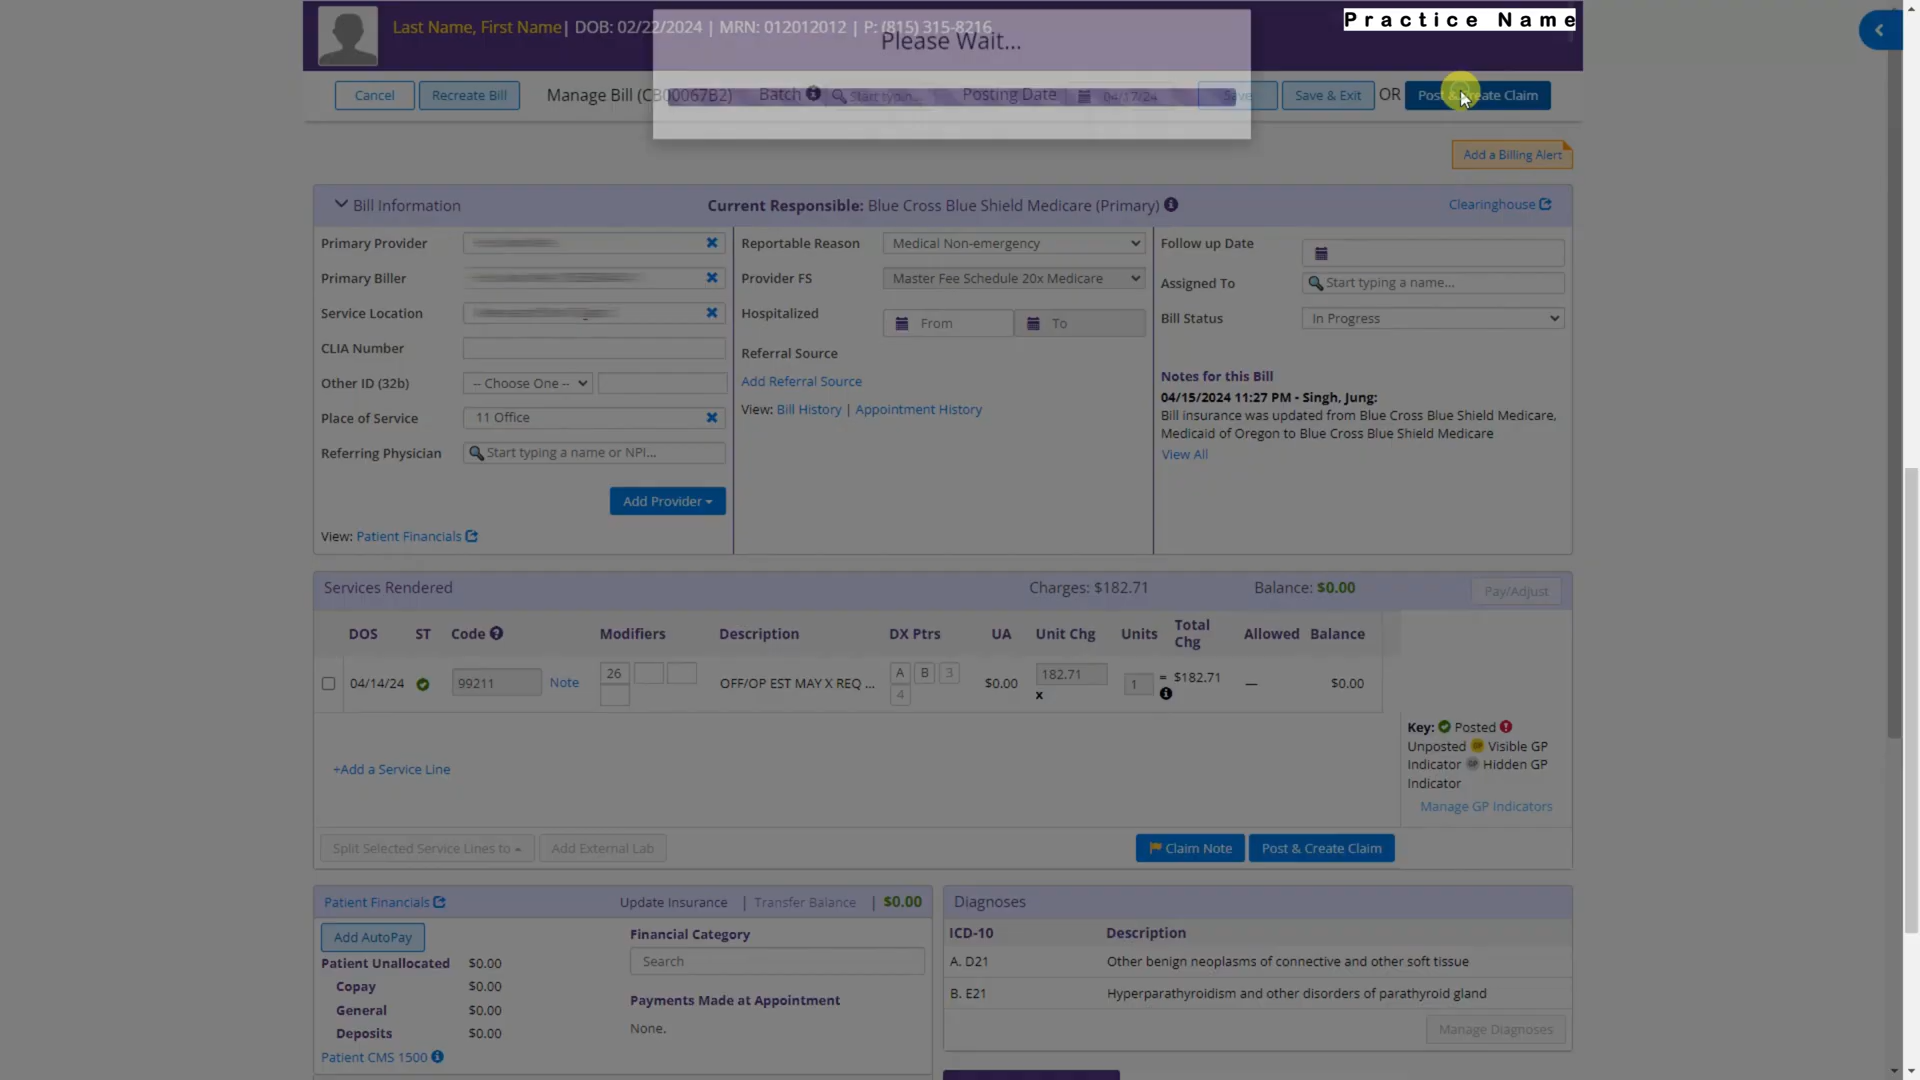 Last Name, First Name| DOB: 02/22/2024 | MRN: 012012012 | P: (815) 315-8216
Practice Name
Please Wait...
Cancel
Recreate Bill
Manage Bill (CB00067B2)
Batch
Start typin...
Posting Date
04/17/24
Save
Save & Exit
OR
Post & Create Claim
Add a Billing Alert
Bill Information
Current Responsible: Blue Cross Blue Shield Medicare (Primary)
Clearinghouse
Primary Provider
Primary Biller
Service Location
CLIA Number
Other ID (32b)
-- Choose One --
Place of Service
11 Office
Referring Physician
Start typing a name or NPI...
Add Provider
View: Patient Financials
Reportable Reason
Medical Non-emergency
Provider FS
Master Fee Schedule 20x Medicare
Hospitalized
From
To
Referral Source
Add Referral Source
View: Bill History | Appointment History
Follow up Date
Assigned To
Start typing a name...
Bill Status
In Progress
Notes for this Bill
04/15/2024 11:27 PM - Singh, Jung:
Bill insurance was updated from Blue Cross Blue Shield Medicare,
Medicaid of Oregon to Blue Cross Blue Shield Medicare
View All
Services Rendered
Charges: $182.71
Balance: $0.00
Pay/Adjust
DOS ST Code Modifiers Description DX Ptrs UA Unit Chg Units Total Chg Allowed Balance
04/14/24 99211 Note 26 OFF/OP EST MAY X REQ ... A B 3 4 $0.00 182.71 x 1 = $182.71 — $0.00
+Add a Service Line
Key: Posted
Unposted GP Visible GP
Indicator GP Hidden GP
Indicator
Manage GP Indicators
Split Selected Service Lines to
Add External Lab
Claim Note
Post & Create Claim
Patient Financials
Update Insurance | Transfer Balance | $0.00
Add AutoPay
Patient Unallocated $0.00
Copay $0.00
General $0.00
Deposits $0.00
Patient CMS 1500
Financial Category
Search
Payments Made at Appointment
None.
Diagnoses
ICD-10 Description
A. D21 Other benign neoplasms of connective and other soft tissue
B. E21 Hyperparathyroidism and other disorders of parathyroid gland
Manage Diagnoses